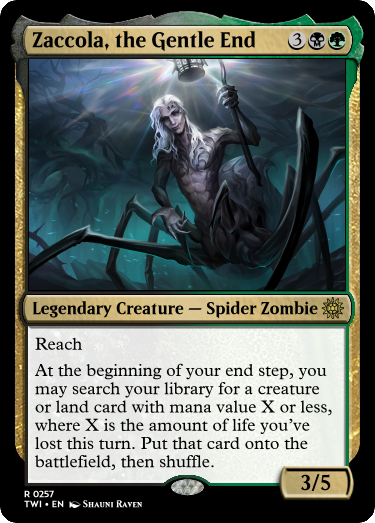 Zaccola, the Gentle End 3
Legendary Creature — Spider Zombie
Reach
At the beginning of your end step, you
may search your library for a creature
or land card with mana value X or less,
where X is the amount of life you've
lost this turn. Put that card onto the
battlefield, then shuffle.
3/5
R 0257
TWI • EN Shauni Raven